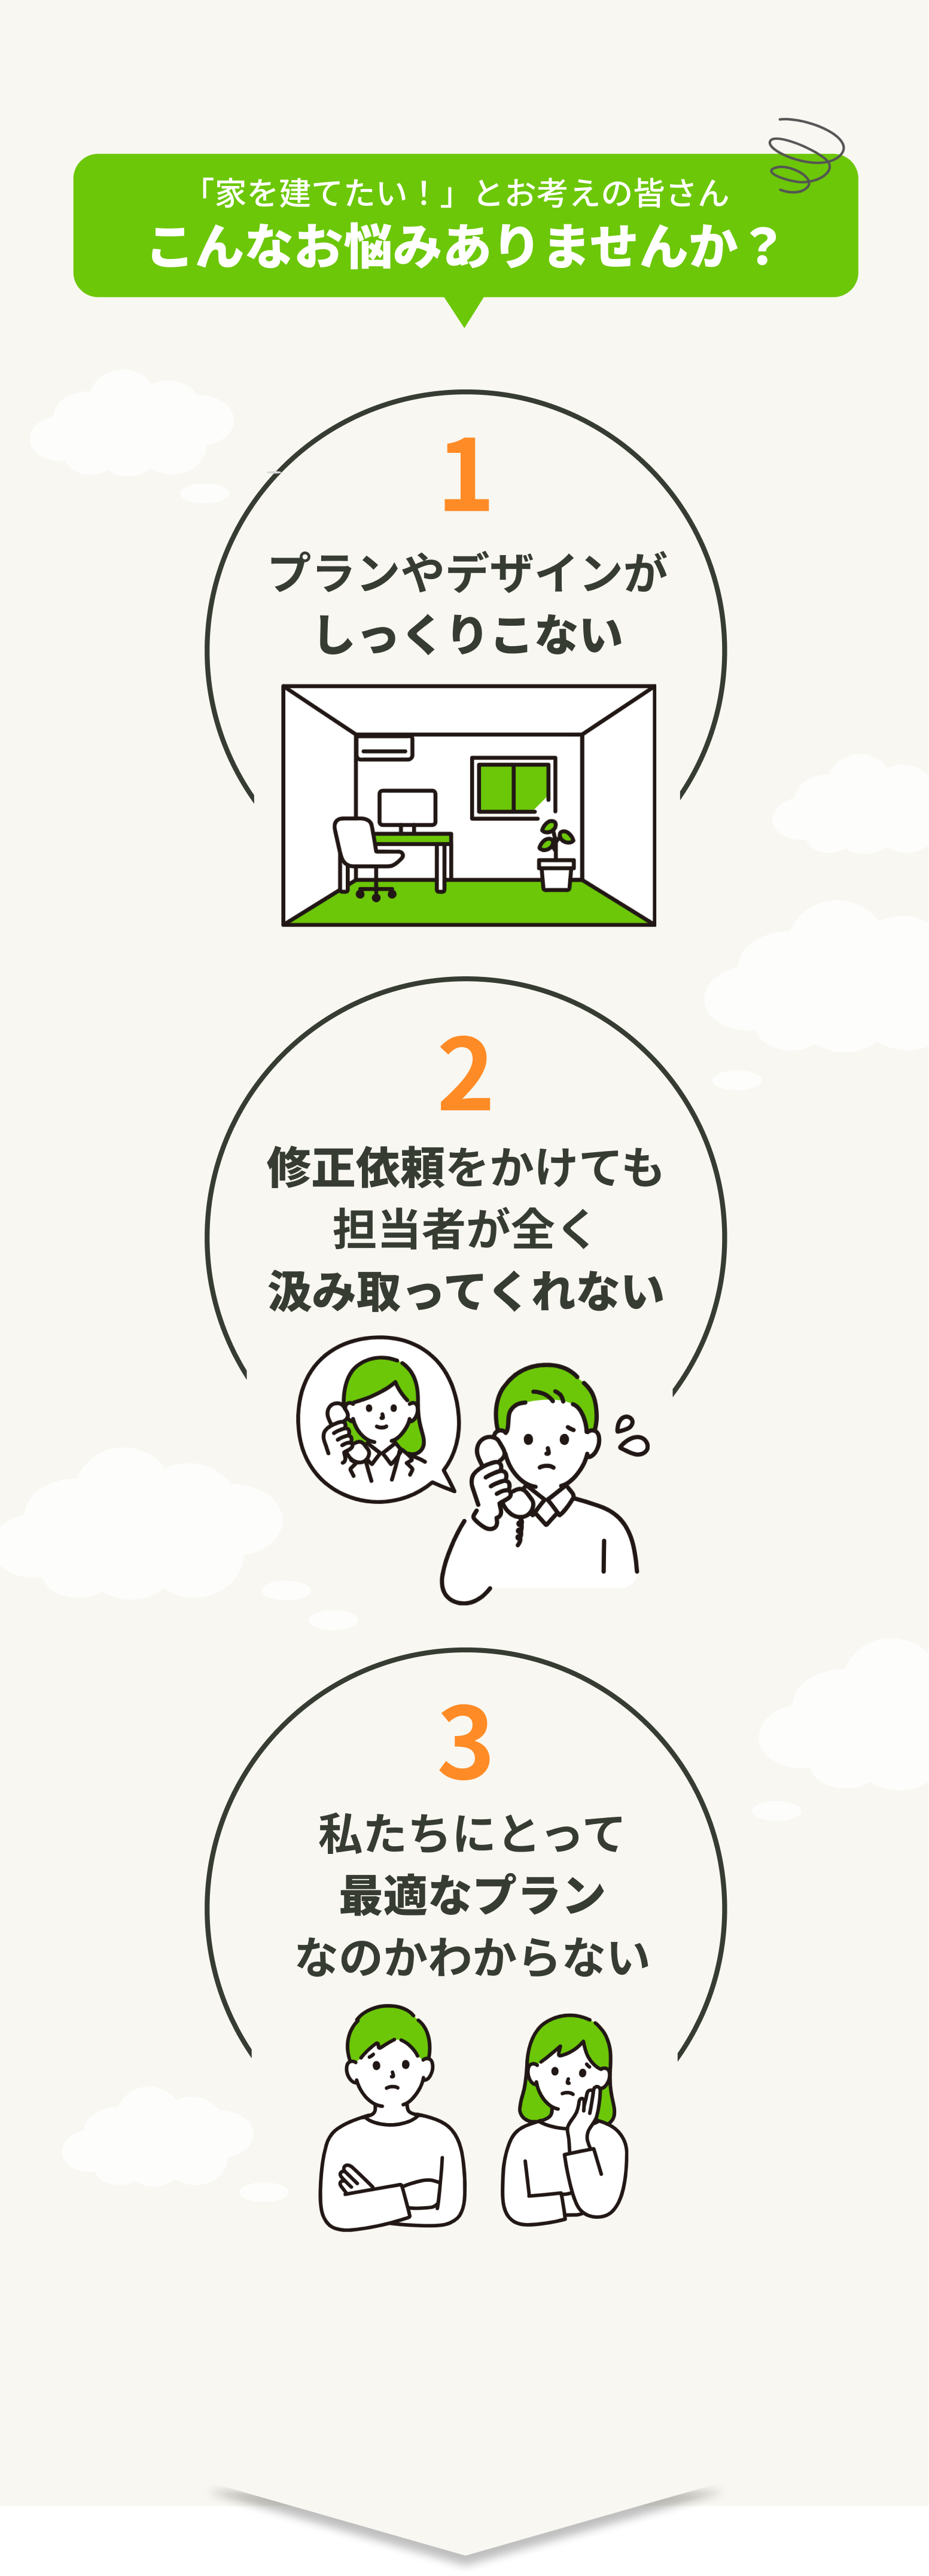 「家を建てたい！」とお考えの皆さん
こんなお悩みありませんか？
1
プランやデザインが
しっくりこない
2
修正依頼をかけても
担当者が全く
汲み取ってくれない
3
私たちにとって
最適なプラン
なのかわからない